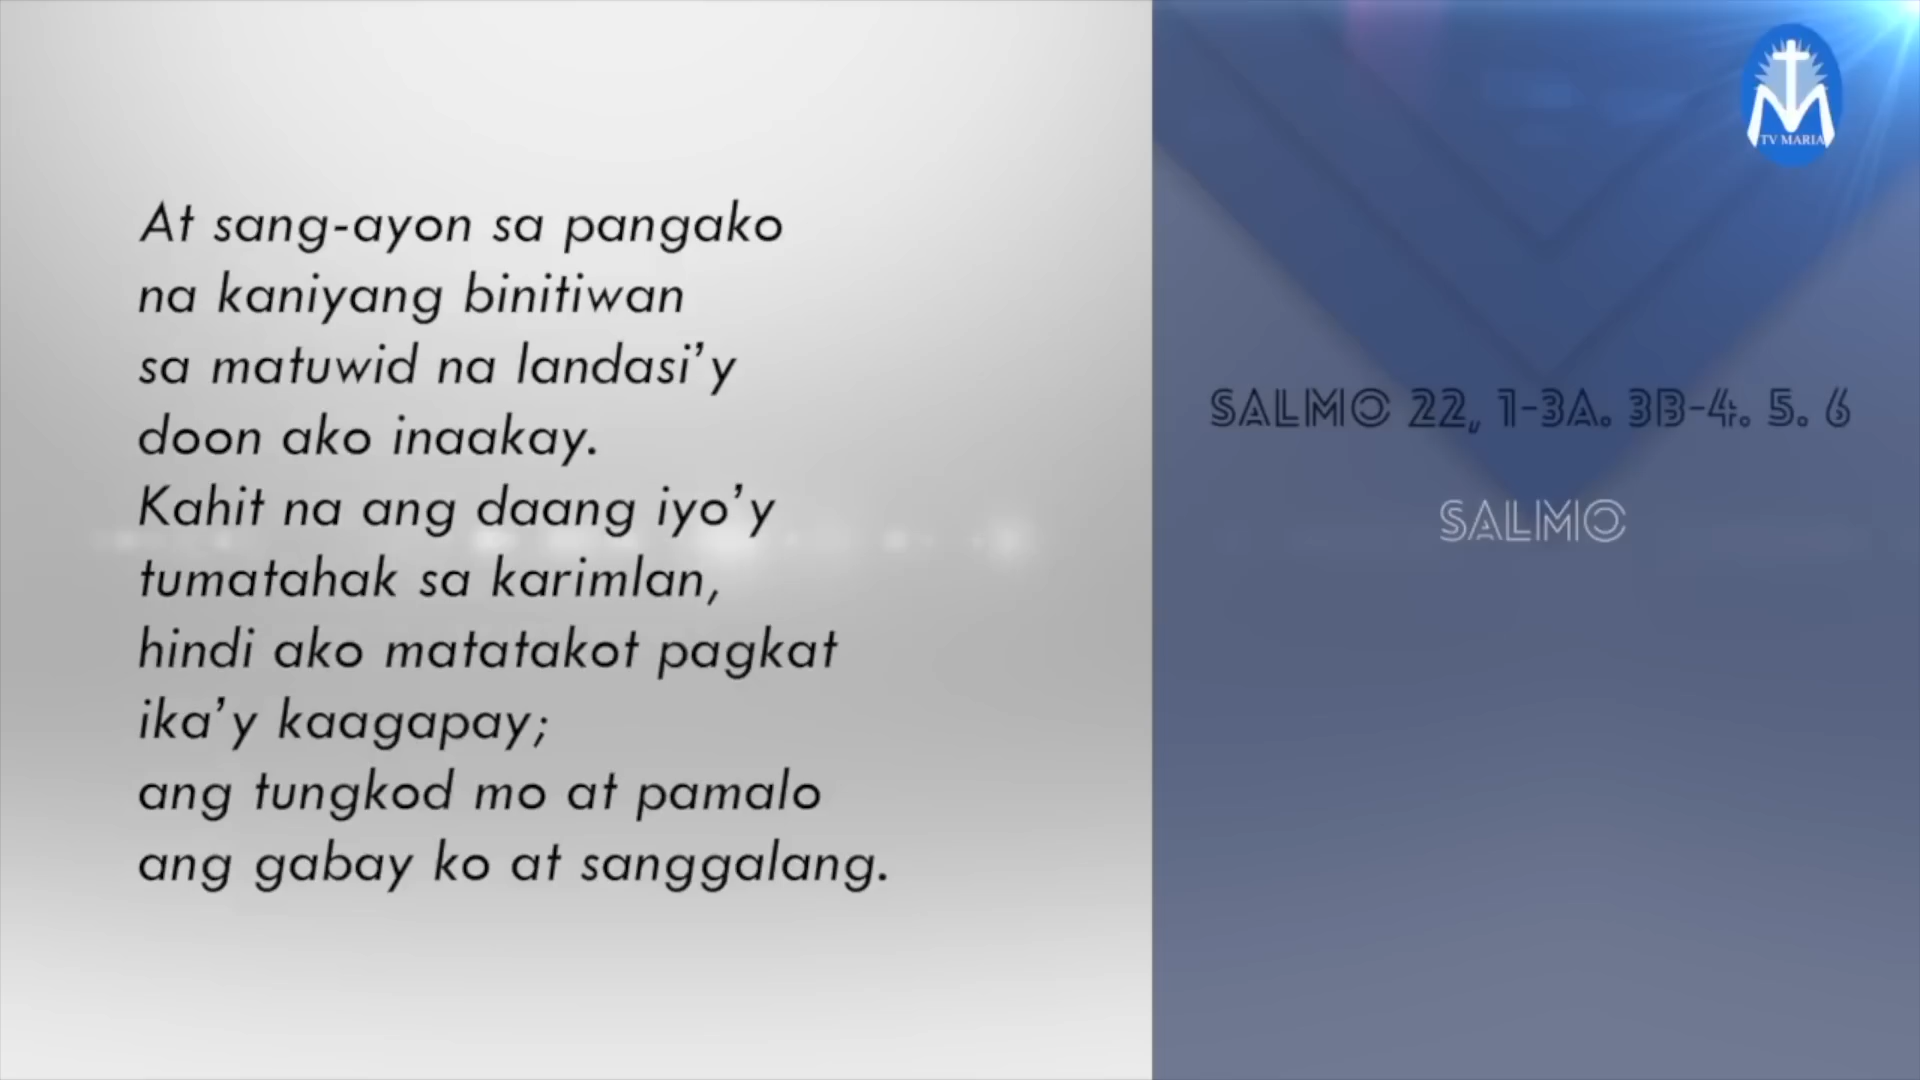 At sang-ayon sa pangako
na kaniyang binitiwan
sa matuwid na landasi’y
doon ako inaakay.
Kahit na ang daang iyo’y
tumatahak sa karimlan,
hindi ako matatakot pagkat
ika’y kaagapay;
ang tungkod mo at pamalo
ang gabay ko at sanggalang.
TV MARIA
SALMO 22, 1-3A. 3B-4. 5. 6
SALMO